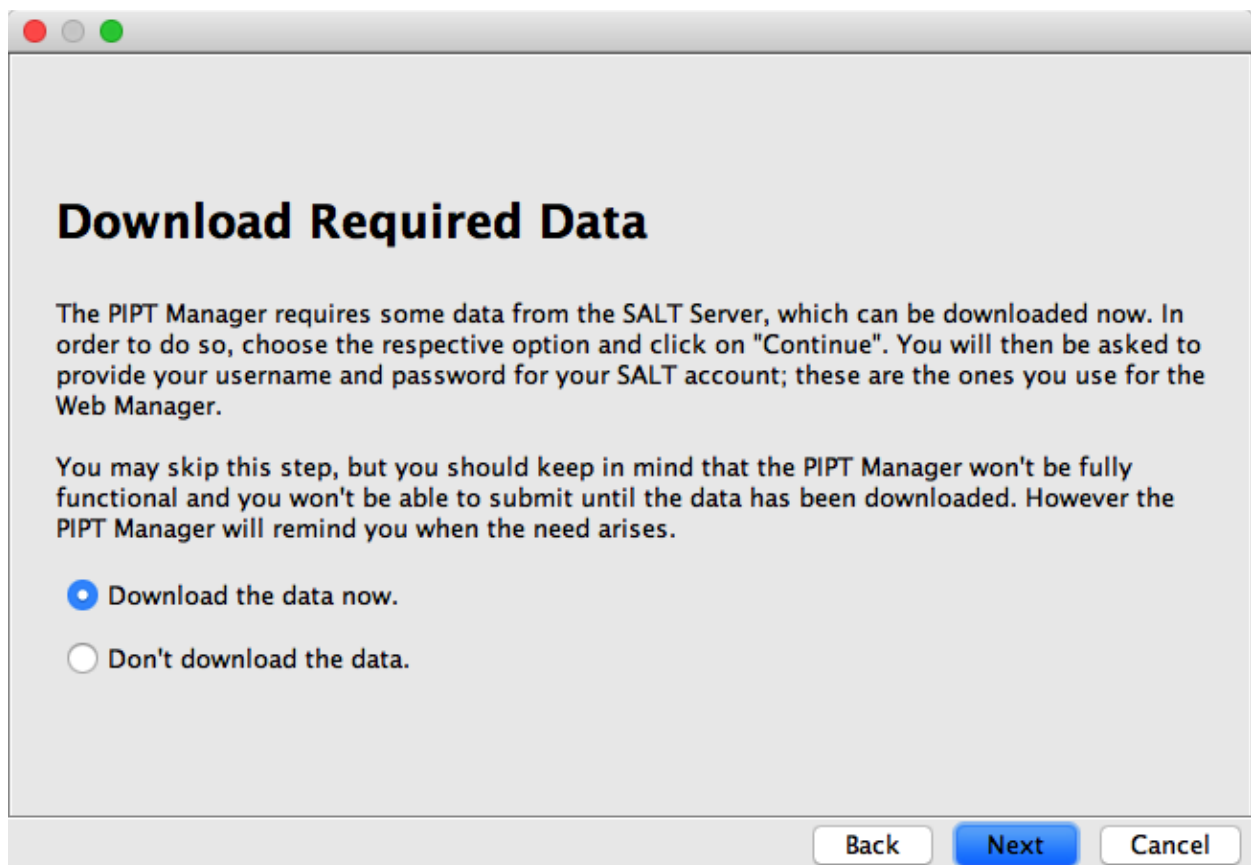 Download Required Data
The PIPT Manager requires some data from the SALT Server, which can be downloaded now. In
order to do so, choose the respective option and click on "Continue". You will then be asked to
provide your username and password for your SALT account; these are the ones you use for the
Web Manager.
You may skip this step, but you should keep in mind that the PIPT Manager won't be fully
functional and you won't be able to submit until the data has been downloaded. However the
PIPT Manager will remind you when the need arises.
Download the data now.
Don't download the data.
Back Next Cancel